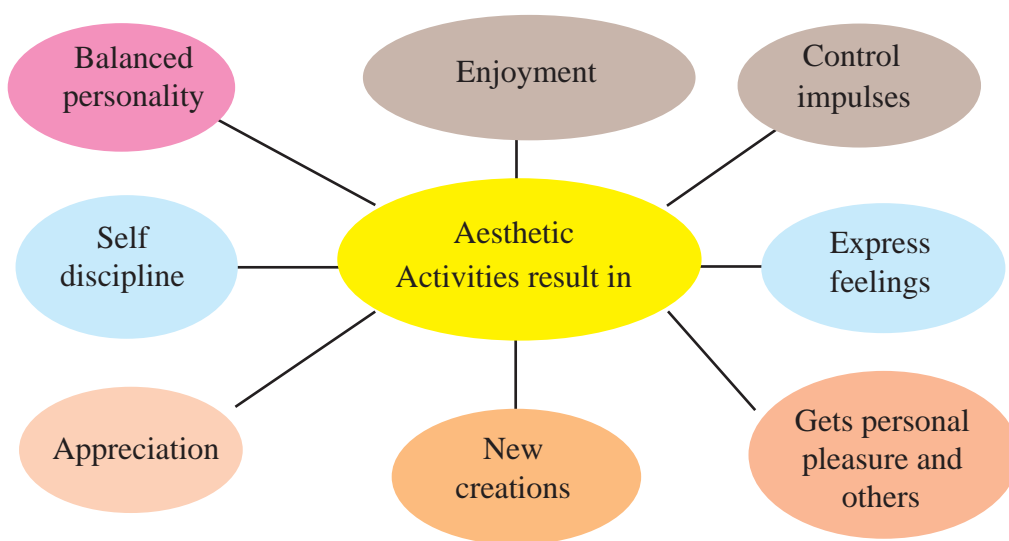 Balanced
personality
Enjoyment
Control
impulses
Self
discipline
Aesthetic
Activities result in
Express
feelings
Appreciation
New
creations
Gets personal
pleasure and
others